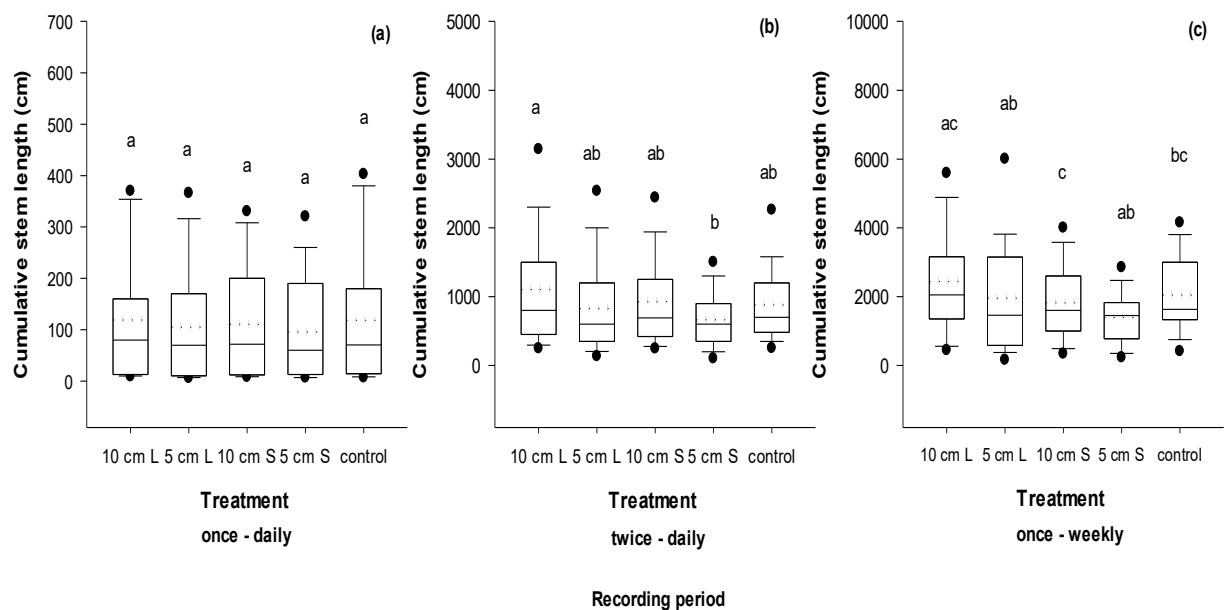 Cumulative stem length (cm)
700
600
500
400
300
200
100
0
(a)
a
a
a
a
a
10 cm L
5 cm L
10 cm S
5 cm S
control
Treatment
once - daily
Cumulative stem length (cm)
5000
4000
3000
2000
1000
0
(b)
a
ab
ab
b
ab
10 cm L
5 cm L
10 cm S
5 cm S
control
Treatment
twice - daily
Cumulative stem length (cm)
10000
8000
6000
4000
2000
0
(c)
ac
ab
c
ab
bc
10 cm L
5 cm L
10 cm S
5 cm S
control
Treatment
once - weekly
Recording period